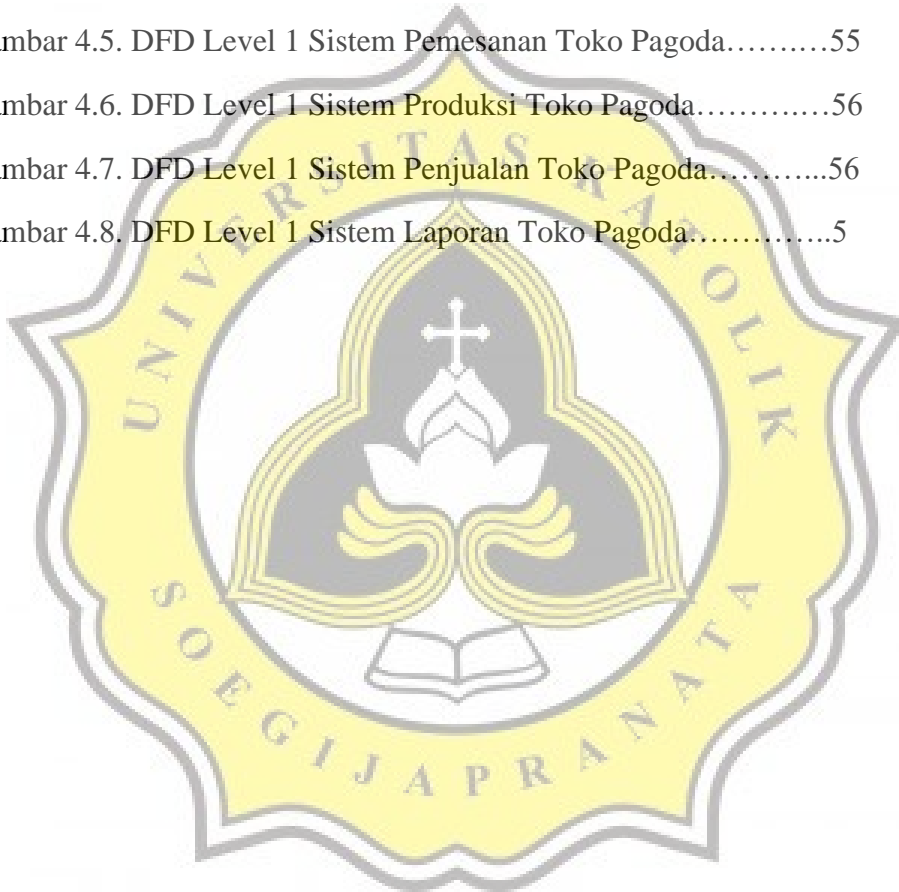 mbar 4.5. DFD Level 1 Sistem Pemesanan Toko Pagoda…….…55
mbar 4.6. DFD Level 1 Sistem Produksi Toko Pagoda……….…56
mbar 4.7. DFD Level 1 Sistem Penjualan Toko Pagoda………...56
mbar 4.8. DFD Level 1 Sistem Laporan Toko Pagoda…………..5
UNIVERSITAS KATOLIK
SOEGIJAPRANATA